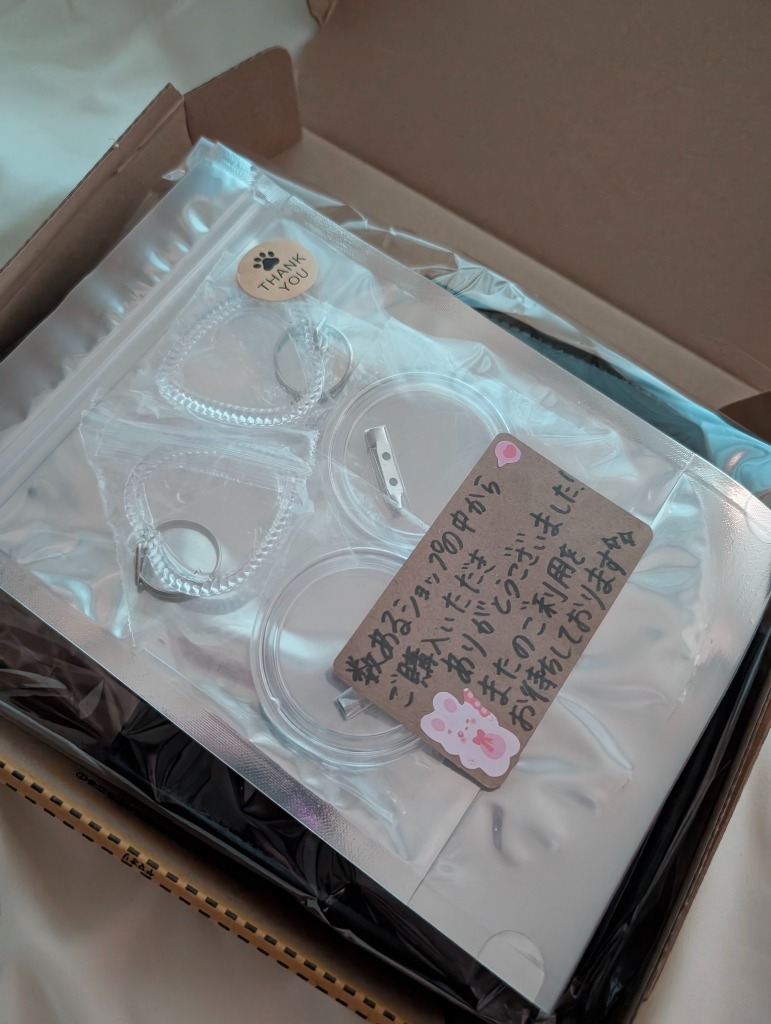 THANK
YOU
数あるショップの中から
ご購入いただき
ありがとうございました!
またのご利用を
お待ちしております